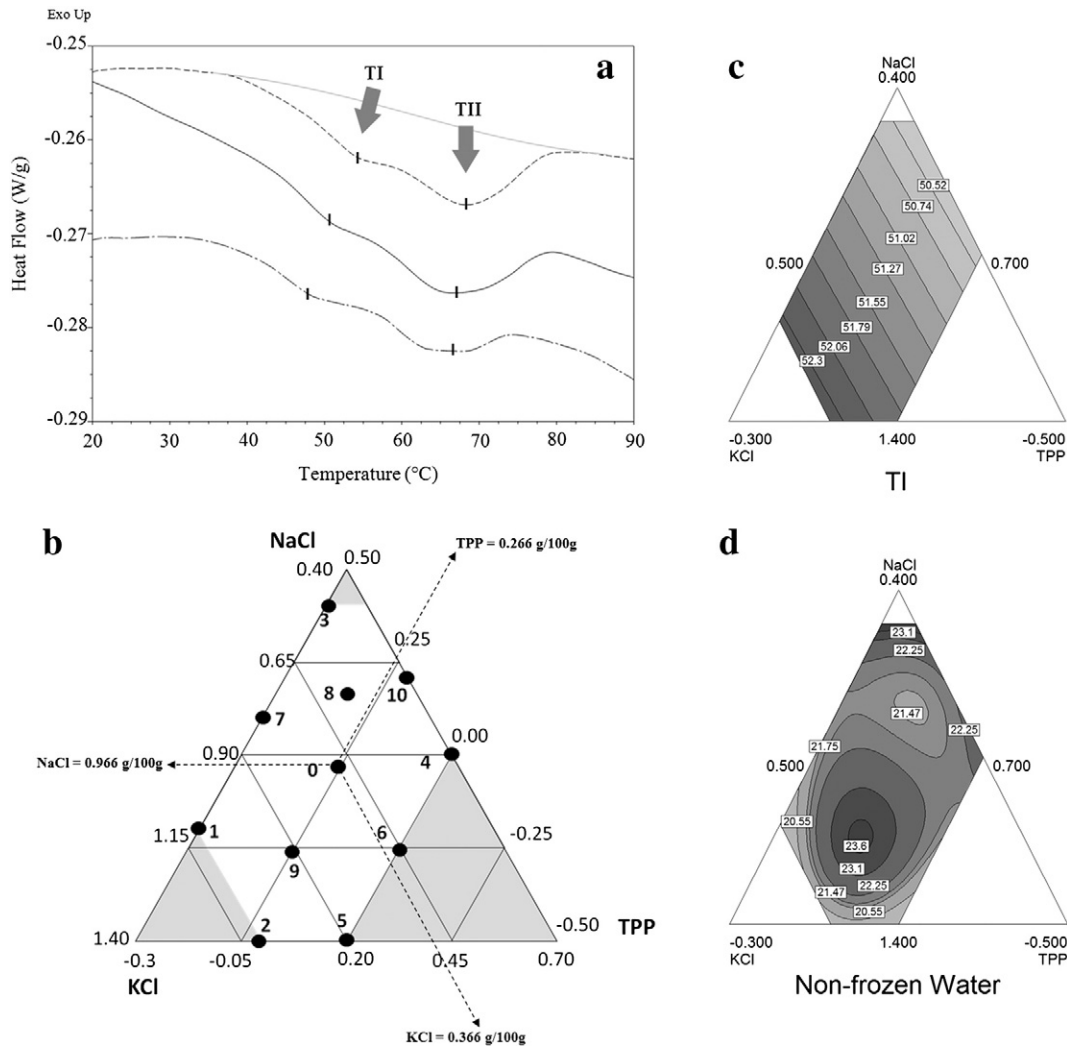 Exo Up
a
-0.25
-0.26
-0.27
-0.28
-0.29
Heat Flow (W/g)
TI
TII
20 30 40 50 60 70 80 90
Temperature (°C)
c
NaCl
0.400
50.52
50.74
51.02
51.27
51.55
51.79
52.06
52.3
0.500
0.700
-0.300 1.400 -0.500
KCl TPP
TI
b
NaCl
TPP = 0.266 g/100g
0.40 0.50
3
0.25
0.65
8
10
7
0.00
0.90
NaCl = 0.966 g/100g
0
4
1.15
1
6
-0.25
9
2
5
-0.50
TPP
1.40
-0.3 -0.05 0.20 0.45 0.70
KCl
KCl = 0.366 g/100g
d
NaCl
0.400
23.1
22.25
21.47
22.25
21.75
0.500
0.700
20.55
23.6
23.1
22.25
21.47
20.55
-0.300 1.400 -0.500
KCl TPP
Non-frozen Water